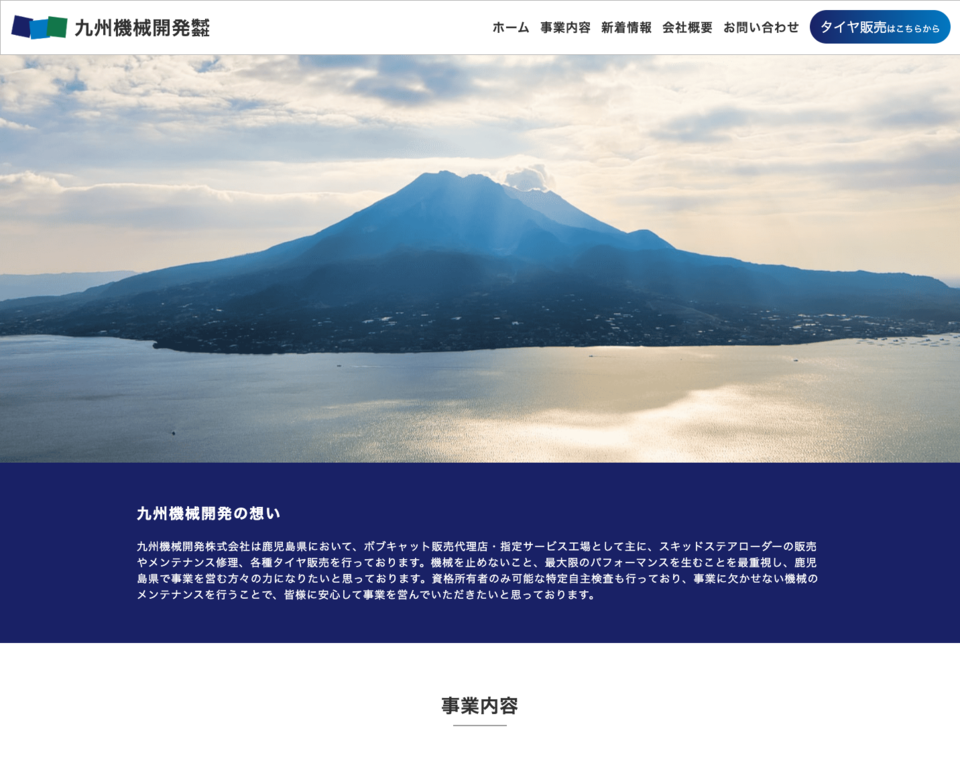 九州機械開発株式会社
ホーム 事業内容 新着情報 会社概要 お問い合わせ タイヤ販売はこちらから
九州機械開発の想い
九州機械開発株式会社は鹿児島県において、ボブキャット販売代理店・指定サービス工場として主に、スキッドステアローダーの販売
やメンテナンス修理、各種タイヤ販売を行っております。機械を止めないこと、最大限のパフォーマンスを生むことを最重視し、鹿児
島県で事業を営む方々の力になりたいと思っております。資格所有者のみ可能な特定自主検査も行っており、事業に欠かせない機械の
メンテナンスを行うことで、皆様に安心して事業を営んでいただきたいと思っております。
事業内容